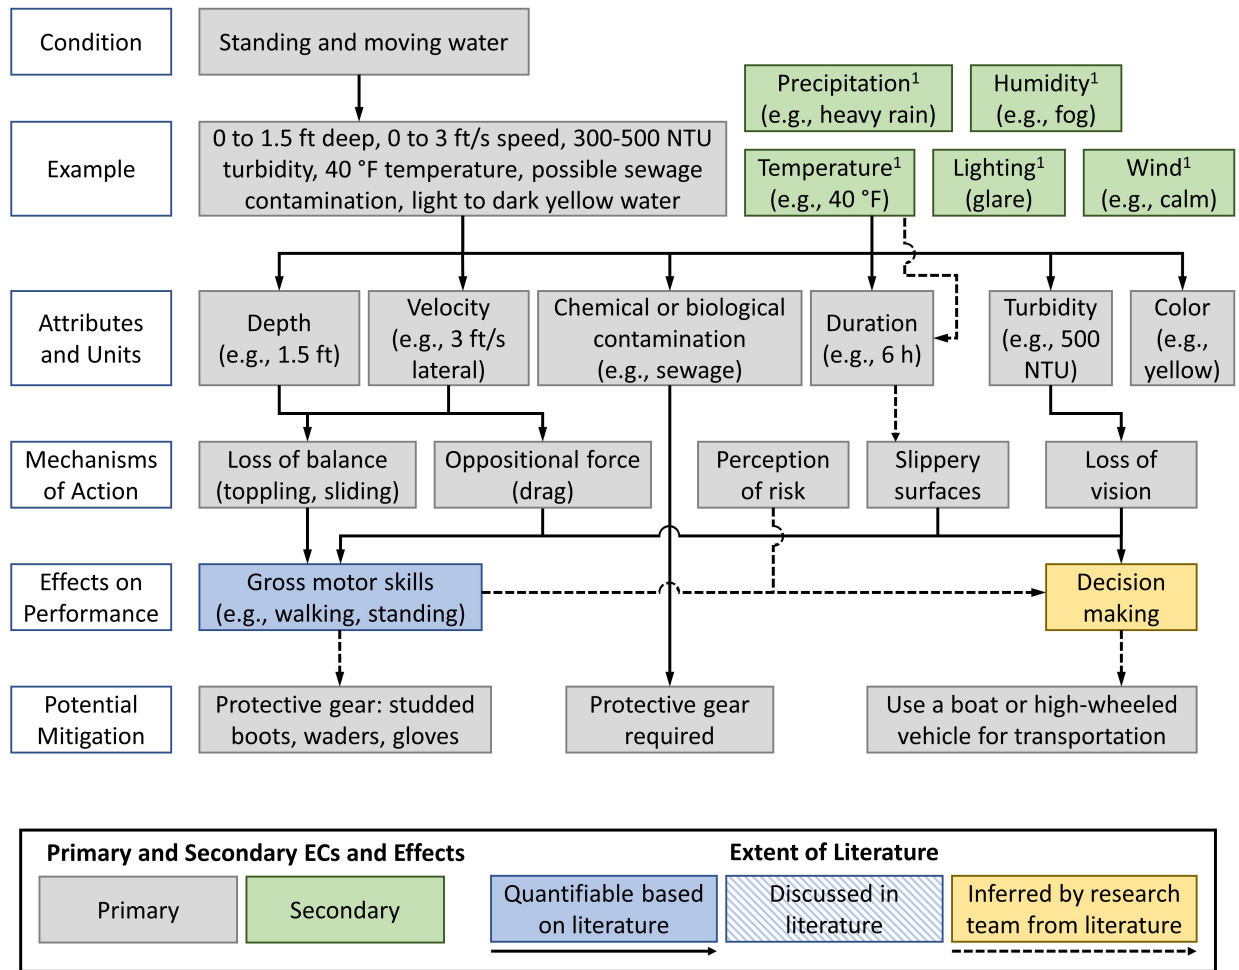 Condition
Standing and moving water
Precipitation¹
(e.g., heavy rain)
Humidity¹
(e.g., fog)
Example
0 to 1.5 ft deep, 0 to 3 ft/s speed, 300-500 NTU
turbidity, 40 °F temperature, possible sewage
contamination, light to dark yellow water
Temperature¹
(e.g., 40 °F)
Lighting¹
(glare)
Wind¹
(e.g., calm)
Attributes
and Units
Depth
(e.g., 1.5 ft)
Velocity
(e.g., 3 ft/s
lateral)
Chemical or biological
contamination
(e.g., sewage)
Duration
(e.g., 6 h)
Turbidity
(e.g., 500
NTU)
Color
(e.g.,
yellow)
Mechanisms
of Action
Loss of balance
(toppling, sliding)
Oppositional force
(drag)
Perception
of risk
Slippery
surfaces
Loss of
vision
Effects on
Performance
Gross motor skills
(e.g., walking, standing)
Decision
making
Potential
Mitigation
Protective gear: studded
boots, waders, gloves
Protective gear
required
Use a boat or high-wheeled
vehicle for transportation
Primary and Secondary ECs and Effects
Primary
Secondary
Extent of Literature
Quantifiable based
on literature
Discussed in
literature
Inferred by research
team from literature